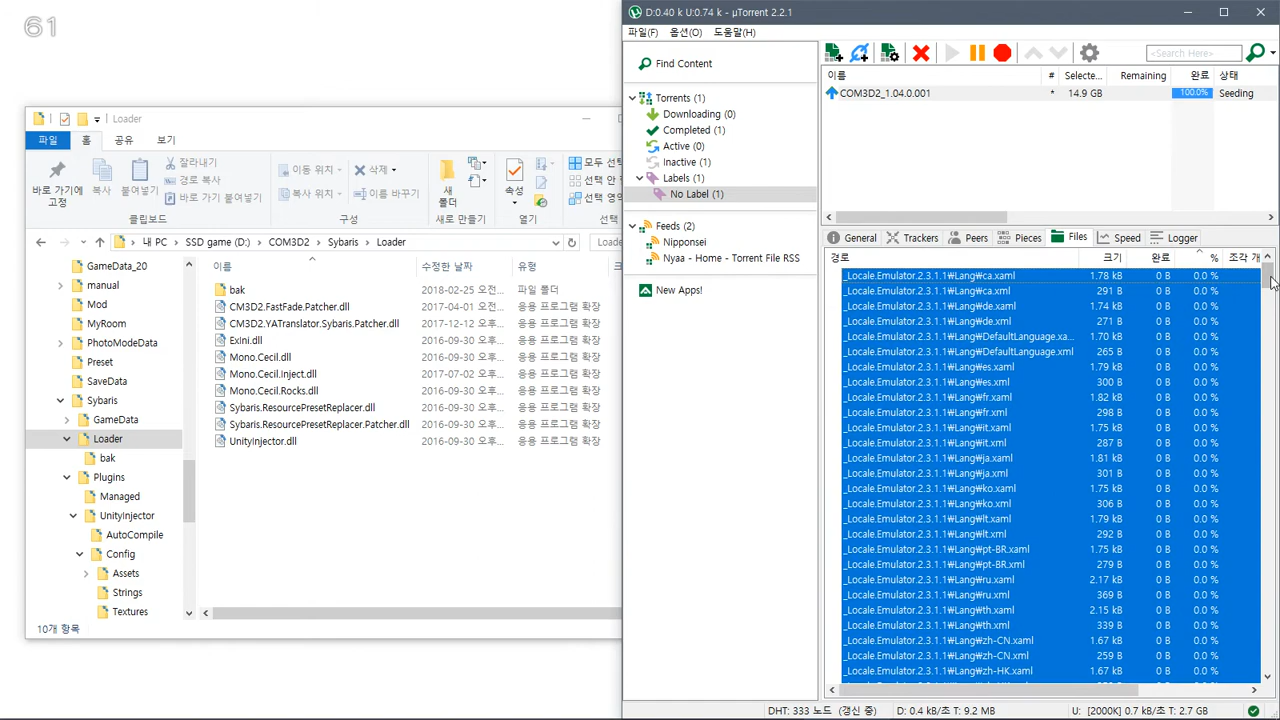 61
Loader
파일
홈
공유
보기
바로 가기에
고정
복사
붙여넣기
잘라내기
경로 복사
바로 가기 붙여넣기
클립보드
이동 위치
복사 위치
삭제
이름 바꾸기
구성
새
폴더
새로 만들기
속성
열기
모두 선택
선택 안
선택 영역
내 PC > SSD game (D:) > COM3D2 > Sybaris > Loader
Loade
GameData_20
manual
Mod
MyRoom
PhotoModeData
Preset
SaveData
Sybaris
GameData
Loader
bak
Plugins
Managed
UnityInjector
AutoCompile
Config
Assets
Strings
Textures
이름 수정한 날짜 유형 크
bak 2018-02-25 오전... 파일 폴더
CM3D2.FastFade.Patcher.dll 2017-04-01 오후... 응용 프로그램 확장
CM3D2.YATranslator.Sybaris.Patcher.dll 2017-12-12 오후... 응용 프로그램 확장
Exini.dll 2016-09-30 오후... 응용 프로그램 확장
Mono.Cecil.dll 2016-09-30 오후... 응용 프로그램 확장
Mono.Cecil.Inject.dll 2017-07-02 오후... 응용 프로그램 확장
Mono.Cecil.Rocks.dll 2016-09-30 오후... 응용 프로그램 확장
Sybaris.ResourcePresetReplacer.dll 2016-09-30 오후... 응용 프로그램 확장
Sybaris.ResourcePresetReplacer.Patcher.dll 2016-09-30 오후... 응용 프로그램 확장
UnityInjector.dll 2016-09-30 오후... 응용 프로그램 확장
10개 항목
D:0.40 k U:0.74 k - µTorrent 2.2.1
파일(F) 옵션(O) 도움말(H)
Find Content
Torrents (1)
Downloading (0)
Completed (1)
Active (0)
Inactive (1)
Labels (1)
No Label (1)
Feeds (2)
Nipponsei
Nyaa - Home - Torrent File RSS
New Apps!
<Search Here>
이름 # Selecte... Remaining 완료 상태
COM3D2_1.04.0.001 * 14.9 GB 100.0% Seeding
General Trackers Peers Pieces Files Speed Logger
경로 크기 완료 % 조각 개
_Locale.Emulator.2.3.1.1₩Lang₩ca.xaml 1.78 kB 0 B 0.0 %
_Locale.Emulator.2.3.1.1₩Lang₩ca.xml 291 B 0 B 0.0 %
_Locale.Emulator.2.3.1.1₩Lang₩de.xaml 1.74 kB 0 B 0.0 %
_Locale.Emulator.2.3.1.1₩Lang₩de.xml 271 B 0 B 0.0 %
_Locale.Emulator.2.3.1.1₩Lang₩DefaultLanguage.xa... 1.70 kB 0 B 0.0 %
_Locale.Emulator.2.3.1.1₩Lang₩DefaultLanguage.xml 265 B 0 B 0.0 %
_Locale.Emulator.2.3.1.1₩Lang₩es.xaml 1.79 kB 0 B 0.0 %
_Locale.Emulator.2.3.1.1₩Lang₩es.xml 300 B 0 B 0.0 %
_Locale.Emulator.2.3.1.1₩Lang₩fr.xaml 1.82 kB 0 B 0.0 %
_Locale.Emulator.2.3.1.1₩Lang₩fr.xml 298 B 0 B 0.0 %
_Locale.Emulator.2.3.1.1₩Lang₩it.xaml 1.77 kB 0 B 0.0 %
_Locale.Emulator.2.3.1.1₩Lang₩it.xml 287 B 0 B 0.0 %
_Locale.Emulator.2.3.1.1₩Lang₩ja.xaml 1.81 kB 0 B 0.0 %
_Locale.Emulator.2.3.1.1₩Lang₩ja.xml 301 B 0 B 0.0 %
_Locale.Emulator.2.3.1.1₩Lang₩ko.xaml 1.75 kB 0 B 0.0 %
_Locale.Emulator.2.3.1.1₩Lang₩ko.xml 306 B 0 B 0.0 %
_Locale.Emulator.2.3.1.1₩Lang₩lt.xaml 1.79 kB 0 B 0.0 %
_Locale.Emulator.2.3.1.1₩Lang₩lt.xml 292 B 0 B 0.0 %
_Locale.Emulator.2.3.1.1₩Lang₩pt-BR.xaml 1.75 kB 0 B 0.0 %
_Locale.Emulator.2.3.1.1₩Lang₩pt-BR.xml 279 B 0 B 0.0 %
_Locale.Emulator.2.3.1.1₩Lang₩ru.xaml 2.17 kB 0 B 0.0 %
_Locale.Emulator.2.3.1.1₩Lang₩ru.xml 369 B 0 B 0.0 %
_Locale.Emulator.2.3.1.1₩Lang₩th.xaml 2.15 kB 0 B 0.0 %
_Locale.Emulator.2.3.1.1₩Lang₩th.xml 339 B 0 B 0.0 %
_Locale.Emulator.2.3.1.1₩Lang₩zh-CN.xaml 1.67 kB 0 B 0.0 %
_Locale.Emulator.2.3.1.1₩Lang₩zh-CN.xml 259 B 0 B 0.0 %
_Locale.Emulator.2.3.1.1₩Lang₩zh-HK.xaml 1.67 kB 0 B 0.0 %
DHT: 333 노드 (갱신 중) D: 0.4 kB/s T: 9.2 MB U: [2000K] 0.7 kB/s T: 2.7 GB